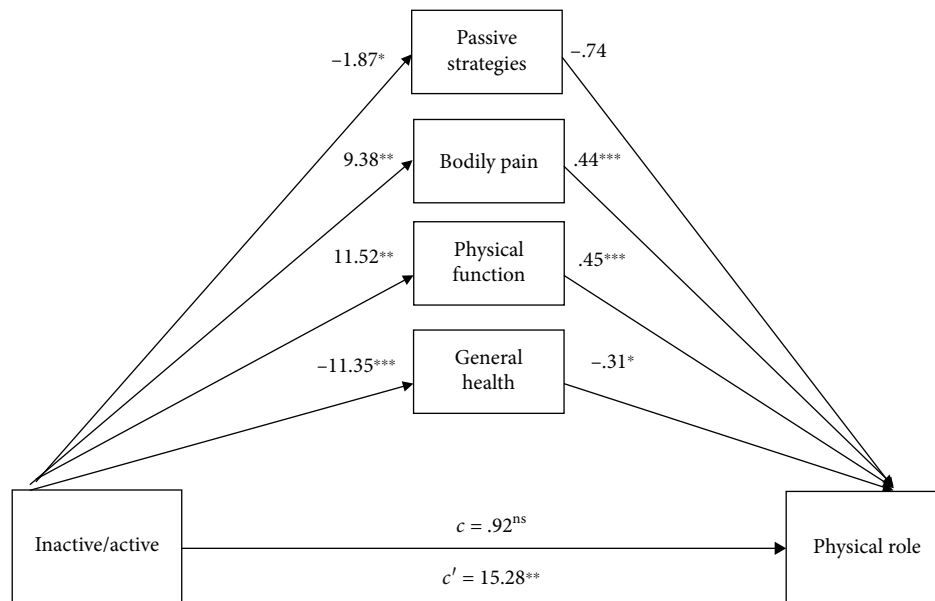 Passive
strategies
–1.87*
–.74
Bodily pain
9.38**
.44***
Physical
function
11.52**
.45***
General
health
–11.35***
–.31*
Inactive/active
c = .92ns
c′ = 15.28**
Physical role